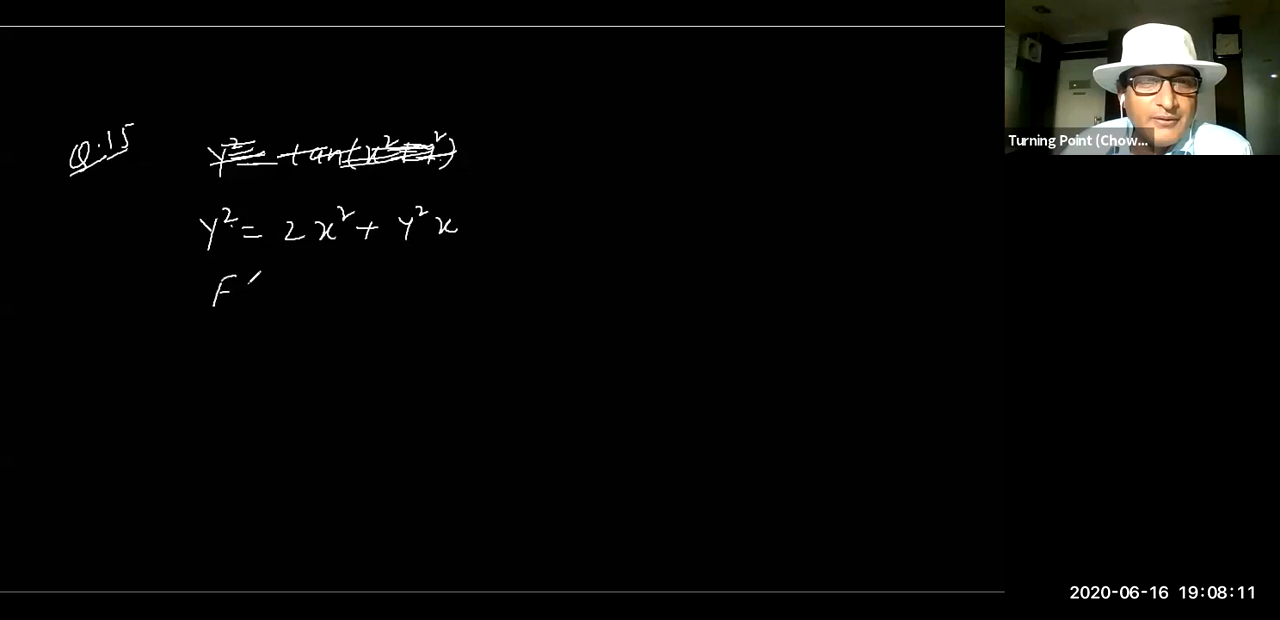 Q.15
y² = 2x² + y²x
F
Turning Point (Chow...
2020-06-16 19:08:11